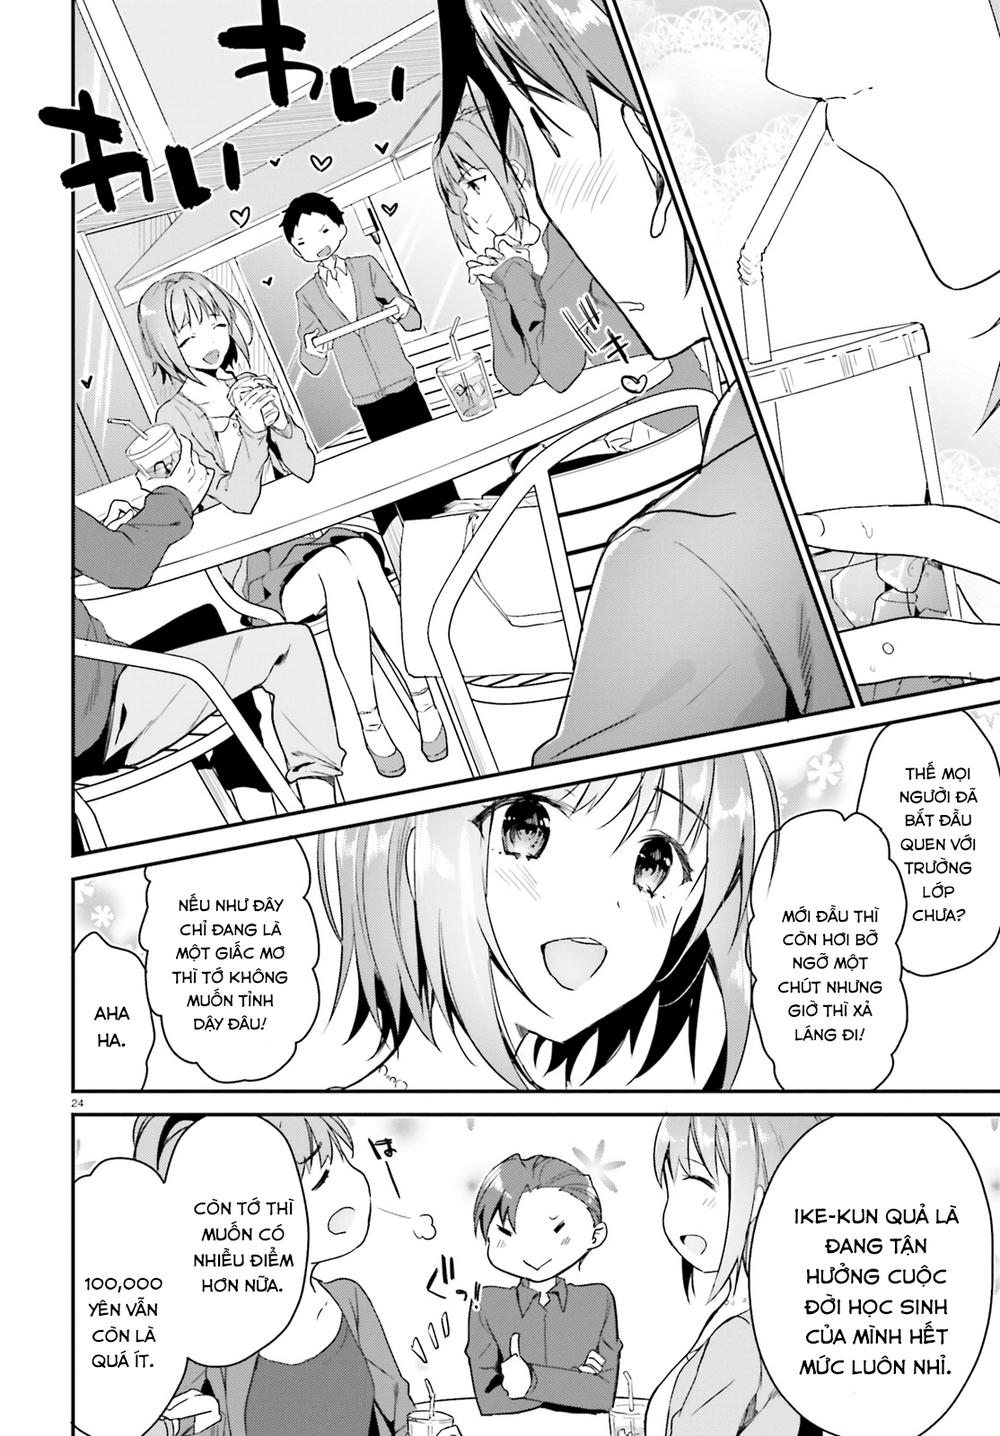 わい
わい
THẾ MỌI
NGƯỜI ĐÃ
BẮT ĐẦU
QUEN VỚI
TRƯỜNG
LỚP
CHƯA?
MỚI ĐẦU THÌ
CÒN HƠI BỠ
NGỠ MỘT
CHÚT NHƯNG
GIỜ THÌ XẢ
LÁNG ĐI!
NẾU NHƯ ĐÂY
CHỈ ĐANG LÀ
MỘT GIẤC MƠ
THÌ TỚ KHÔNG
MUỐN TỈNH
DẬY ĐÂU!
AHA
HA.
24
IKE-KUN QUẢ LÀ
ĐANG TẬN
HƯỞNG CUỘC
ĐỜI HỌC SINH
CỦA MÌNH HẾT
MỨC LUÔN NHỈ.
CÒN TỚ THÌ
MUỐN CÓ
NHIỀU ĐIỂM
HƠN NỮA.
100,000
YÊN VẪN
CÒN LÀ
QUÁ ÍT.